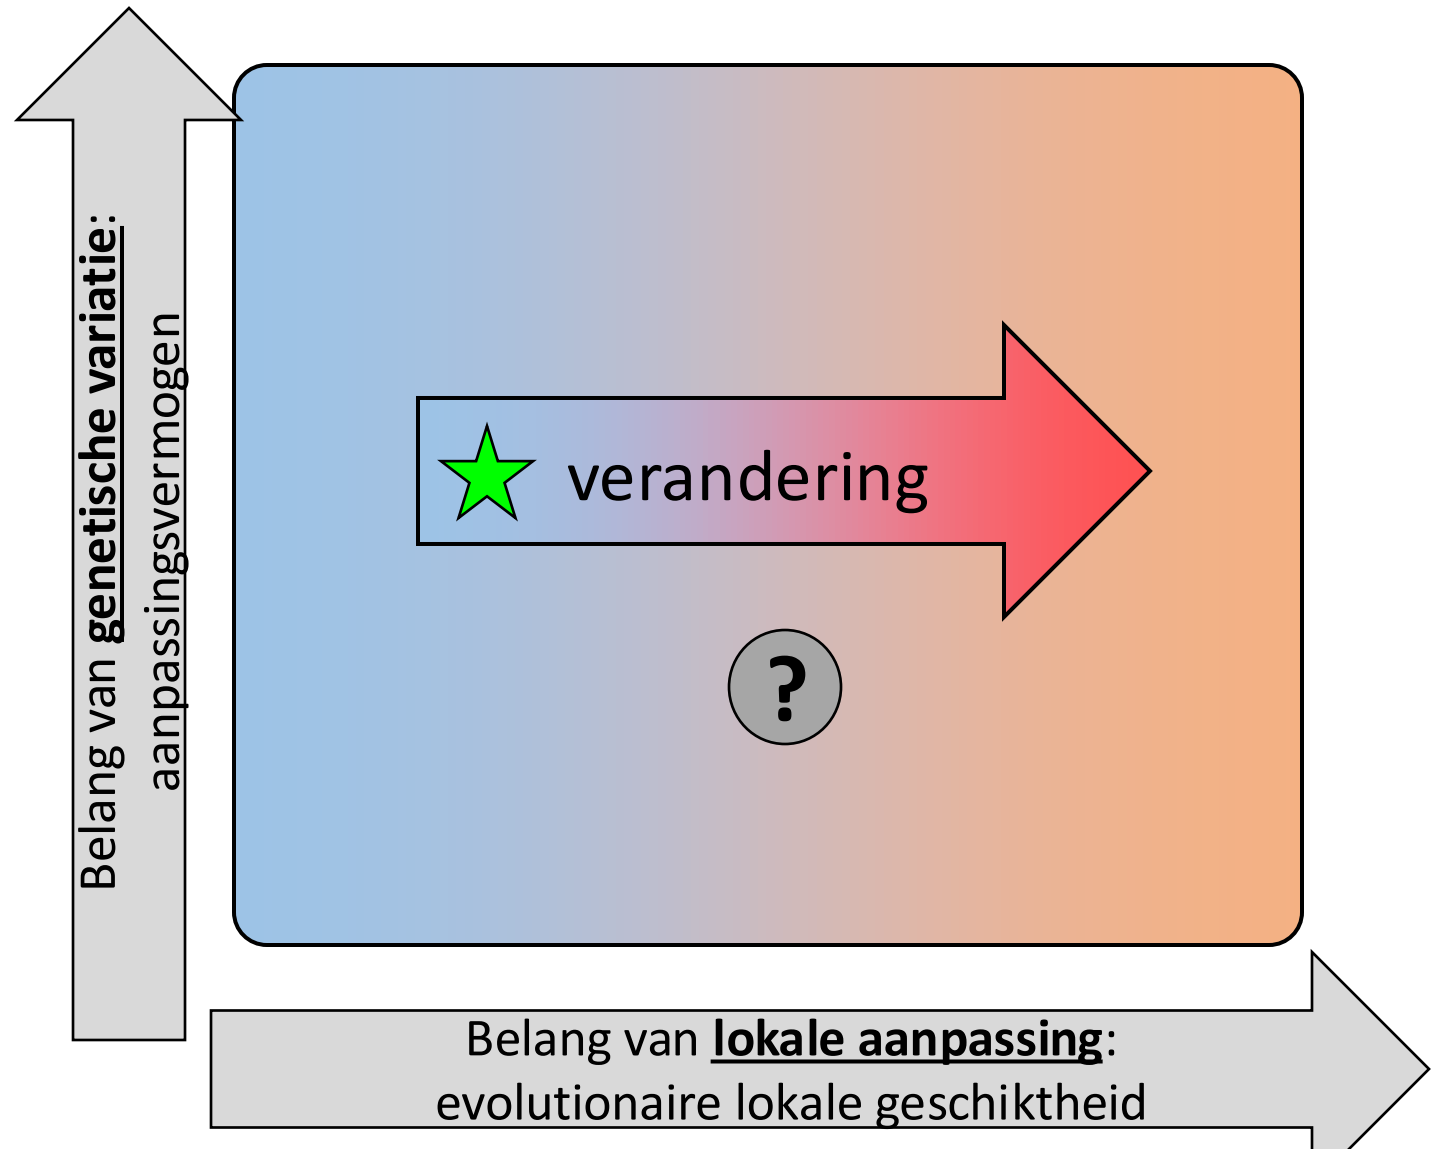 Belang van genetische variatie:
aanpassingsvermogen
verandering
?
Belang van lokale aanpassing:
evolutionaire lokale geschiktheid